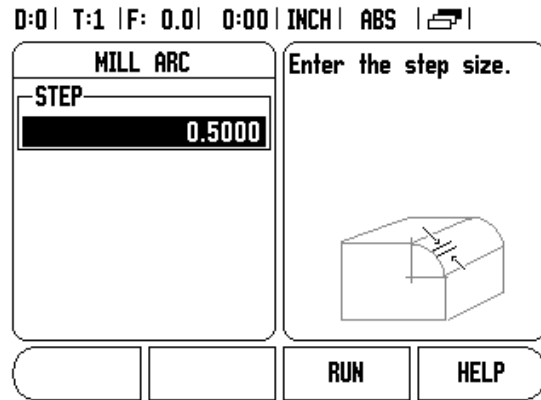 D:0 | T:1 | F: 0.0 | 0:00 | INCH | ABS |
MILL ARC
STEP
0.5000
Enter the step size.
RUN
HELP